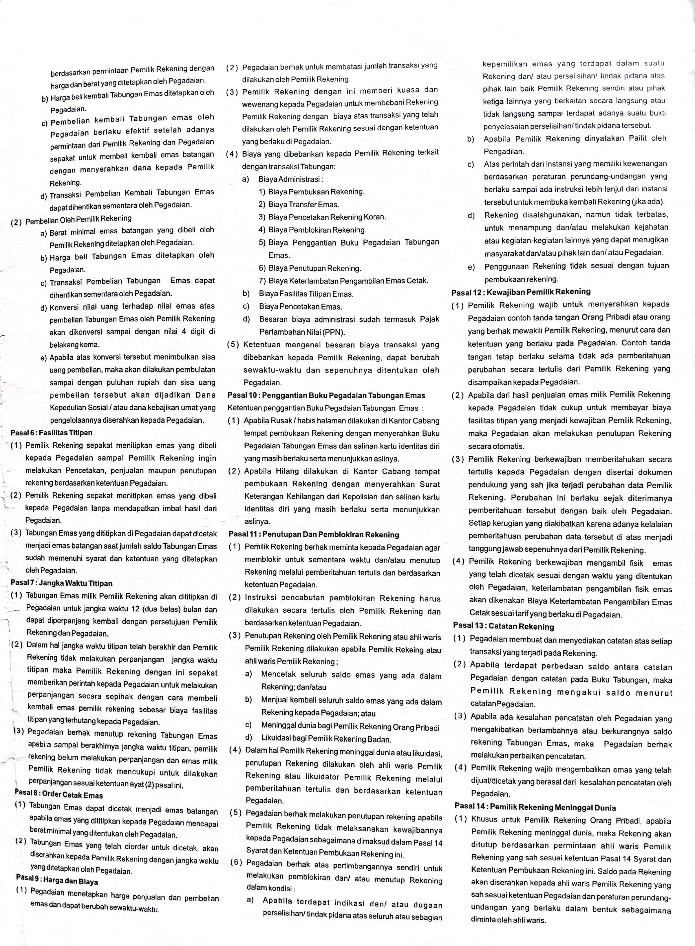 berdasarkan permintaan Pemilik Rekening dengan
harga dan berat yang ditetapkan oleh Pegadaian.
b) Harga beli kembali Tabungan Emas ditetapkan oleh
Pegadaian.
c) Pembelian kembali Tabungan emas oleh
Pegadaian berlaku efektif setelah adanya
permintaan dari Pemilik Rekening dan Pegadaian
sepakat untuk membeli kembali emas batangan
dengan menyerahkan dana kepada Pemilik
Rekening.
d) Transaksi Pembelian Kembali Tabungan Emas
dapat dihentikan sementara oleh Pegadaian.
(2) Pembelian Oleh Pemilik Rekening
a) Berat minimal emas batangan yang dibeli oleh
Pemilik Rekening ditetapkan oleh Pegadaian.
b) Harga beli Tabungan Emas ditetapkan oleh
Pegadaian.
c) Transaksi Pembelian Tabungan Emas dapat
dihentikan sementara oleh Pegadaian.
d) Konversi nilai uang terhadap nilai emas atas
pembelian Tabungan Emas oleh Pemilik Rekening
akan dikonversi sampai dengan nilai 4 digit di
belakang koma.
e) Apabila atas konversi tersebut menimbulkan sisa
uang pembelian, maka akan dilakukan pembulatan
sampai dengan puluhan rupiah dan sisa uang
pembelian tersebut akan dijadikan Dana
Kepedulian Sosial / atau dana kebajikan umat yang
pengelolaannya diserahkan kepada Pegadaian.
Pasal 6 : Fasilitas Titipan
(1) Pemilik Rekening sepakat menitipkan emas yang dibeli
kepada Pegadaian sampai Pemilik Rekening ingin
melakukan Pencetakan, penjualan maupun penutupan
rekening berdasarkan ketentuan Pegadaian.
(2) Pemilik Rekening sepakat menitipkan emas yang dibeli
kepada Pegadaian tanpa mendapatkan imbal hasil dari
Pegadaian.
(3) Tabungan Emas yang dititipkan di Pegadaian dapat dicetak
menjadi emas batangan saat jumlah saldo Tabungan Emas
sudah memenuhi syarat dan ketentuan yang ditetapkan
oleh Pegadaian.
Pasal 7 : Jangka Waktu Titipan
(1) Tabungan Emas milik Pemilik Rekening akan dititipkan di
Pegadaian untuk jangka waktu 12 (dua belas) bulan dan
dapat diperpanjang kembali dengan persetujuan Pemilik
Rekening dan Pegadaian.
(2) Dalam hal jangka waktu titipan telah berakhir dan Pemilik
Rekening tidak melakukan perpanjangan jangka waktu
titipan maka Pemilik Rekening dengan ini sepakat
memberikan perintah kepada Pegadaian untuk melakukan
perpanjangan secara sepihak dengan cara membeli
kembali emas pemilik rekening sebesar biaya fasilitas
titipan yang terhutang kepada Pegadaian.
(3) Pegadaian berhak menutup rekening Tabungan Emas
apabila sampai berakhirnya jangka waktu titipan, pemilik
rekening belum melakukan perpanjangan dan emas milik
Pemilik Rekening tidak mencukupi untuk dilakukan
perpanjangan sesuai ketentuan ayat (2) pasal ini.
Pasal 8 : Order Cetak Emas
(1) Tabungan Emas dapat dicetak menjadi emas batangan
apabila emas yang dititipkan kepada Pegadaian mencapai
berat minimal yang ditentukan oleh Pegadaian.
(2) Tabungan Emas yang telah diorder untuk dicetak, akan
diserahkan kepada Pemilik Rekening dengan jangka waktu
yang ditetapkan oleh Pegadaian.
Pasal 9 : Harga dan Biaya
(1) Pegadaian menetapkan harga penjualan dan pembelian
emas dan dapat berubah sewaktu-waktu.
(2) Pegadaian berhak untuk membatasi jumlah transaksi yang
dilakukan oleh Pemilik Rekening.
(3) Pemilik Rekening dengan ini memberi kuasa dan
wewenang kepada Pegadaian untuk membebani Rekening
Pemilik Rekening dengan biaya atas transaksi yang telah
dilakukan oleh Pemilik Rekening sesuai dengan ketentuan
yang berlaku di Pegadaian.
(4) Biaya yang dibebankan kepada Pemilik Rekening terkait
dengan transaksi Tabungan:
a) Biaya Administrasi :
1) Biaya Pembukaan Rekening.
2) Biaya Transfer Emas.
3) Biaya Pencetakan Rekening Koran.
4) Biaya Pemblokiran Rekening.
5) Biaya Penggantian Buku Pegadaian Tabungan
Emas.
6) Biaya Penutupan Rekening.
7) Biaya Keterlambatan Pengambilan Emas Cetak.
b) Biaya Fasilitas Titipan Emas.
c) Biaya Pencetakan Emas.
d) Besaran biaya administrasi sudah termasuk Pajak
Pertambahan Nilai (PPN).
(5) Ketentuan mengenai besaran biaya transaksi yang
dibebankan kepada Pemilik Rekening, dapat berubah
sewaktu-waktu dan sepenuhnya ditentukan oleh
Pegadaian.
Pasal 10 : Penggantian Buku Pegadaian Tabungan Emas
Ketentuan penggantian Buku Pegadaian Tabungan Emas :
(1) Apabila Rusak / habis halaman dilakukan di Kantor Cabang
tempat pembukaan Rekening dengan menyerahkan Buku
Pegadaian Tabungan Emas dan salinan kartu identitas diri
yang masih berlaku serta menunjukkan aslinya.
(2) Apabila Hilang dilakukan di Kantor Cabang tempat
pembukaan Rekening dengan menyerahkan Surat
Keterangan Kehilangan dari Kepolisian dan salinan kartu
identitas diri yang masih berlaku serta menunjukkan
aslinya.
Pasal 11 : Penutupan Dan Pemblokiran Rekening
(1) Pemilik Rekening berhak meminta kepada Pegadaian agar
memblokir untuk sementara waktu dan/atau menutup
Rekening melalui pemberitahuan tertulis dan berdasarkan
ketentuan Pegadaian.
(2) Instruksi pencabutan pemblokiran Rekening harus
dilakukan secara tertulis oleh Pemilik Rekening dan
berdasarkan ketentuan Pegadaian.
(3) Penutupan Rekening oleh Pemilik Rekening atau ahli waris
Pemilik Rekening dilakukan apabila Pemilik Rekeing atau
ahli waris Pemilik Rekening ;
a) Mencetak seluruh saldo emas yang ada dalam
Rekening; dan/atau
b) Menjual kembali seluruh saldo emas yang ada dalam
Rekening kepada Pegadaian; atau
c) Meninggal dunia bagi Pemilik Rekening Orang Pribadi
d) Likuidasi bagi Pemilik Rekening Badan.
(4) Dalam hal Pemilik Rekening meninggal dunia atau likuidasi,
penutupan Rekening dilakukan oleh ahli waris Pemilik
Rekening atau likuidator Pemilik Rekening melalui
pemberitahuan tertulis dan berdasarkan ketentuan
Pegadaian.
(5) Pegadaian berhak melakukan penutupan rekening apabila
Pemilik Rekening tidak melaksanakan kewajibannya
kepada Pegadaian sebagaimana dimaksud dalam Pasal 14
Syarat dan Ketentuan Pembukaan Rekening ini.
(6) Pegadaian berhak atas pertimbangannya sendiri untuk
melakukan pemblokiran dan/ atau menutup Rekening
dalam kondisi :
a) Apabila terdapat indikasi dan/ atau dugaan
perselisihan/ tindak pidana atas seluruh atau sebagian
kepemilikan emas yang terdapat dalam suatu
Rekening dan/ atau perselisihan/ tindak pidana atas
pihak lain baik Pemilik Rekening sendiri atau pihak
ketiga lainnya yang berkaitan secara langsung atau
tidak langsung sampai terdapat adanya suatu bukti
penyelesaian perselisihan/ tindak pidana tersebut.
b) Apabila Pemilik Rekening dinyatakan Pailit oleh
Pengadilan.
c) Atas perintah dari instansi yang memiliki kewenangan
berdasarkan peraturan perundang-undangan yang
berlaku sampai ada instruksi lebih lanjut dari instansi
tersebut untuk membuka kembali Rekening (jika ada).
d) Rekening disalahgunakan, namun tidak terbatas,
untuk menampung dan/atau melakukan kejahatan
atau kegiatan-kegiatan lainnya yang dapat merugikan
masyarakat dan/atau pihak lain dan/ atau Pegadaian.
e) Penggunaan Rekening tidak sesuai dengan tujuan
pembukaan rekening.
Pasal 12 : Kewajiban Pemilik Rekening
(1) Pemilik Rekening wajib untuk menyerahkan kepada
Pegadaian contoh tanda tangan Orang Pribadi atau orang
yang berhak mewakili Pemilik Rekening, menurut cara dan
ketentuan yang berlaku pada Pegadaian. Contoh tanda
tangan tetap berlaku selama tidak ada pemberitahuan
perubahan secara tertulis dari Pemilik Rekening yang
disampaikan kepada Pegadaian.
(2) Apabila dari hasil penjualan emas milik Pemilik Rekening
kepada Pegadaian tidak cukup untuk membayar biaya
fasilitas titipan yang menjadi kewajiban Pemilik Rekening,
maka Pegadaian akan melakukan penutupan Rekening
secara otomatis.
(3) Pemilik Rekening berkewajiban memberitahukan secara
tertulis kepada Pegadaian dengan disertai dokumen
pendukung yang sah jika terjadi perubahan data Pemilik
Rekening. Perubahan ini berlaku sejak diterimanya
pemberitahuan tersebut dengan baik oleh Pegadaian.
Setiap kerugian yang diakibatkan karena adanya kelalaian
pemberitahuan perubahan data tersebut di atas menjadi
tanggung jawab sepenuhnya dari Pemilik Rekening.
(4) Pemilik Rekening berkewajiban mengambil fisik emas
yang telah dicetak sesuai dengan waktu yang ditentukan
oleh Pegadaian, keterlambatan pengambilan fisik emas
akan dikenakan Biaya Keterlambatan Pengambilan Emas
Cetak sesuai tarif yang berlaku di Pegadaian.
Pasal 13 : Catatan Rekening
(1) Pegadaian membuat dan menyediakan catatan atas setiap
transaksi yang terjadi pada Rekening.
(2) Apabila terdapat perbedaan saldo antara catatan
Pegadaian dengan catatan pada Buku Tabungan, maka
Pemilik Rekening mengakui saldo menurut
catatan Pegadaian.
(3) Apabila ada kesalahan pencatatan oleh Pegadaian yang
mengakibatkan bertambahnya atau berkurangnya saldo
rekening Tabungan Emas, maka Pegadaian berhak
melakukan perbaikan pencatatan.
(4) Pemilik Rekening wajib mengembalikan emas yang telah
dijual/dicetak yang berasal dari kesalahan pencatatan oleh
Pegadaian.
Pasal 14 : Pemilik Rekening Meninggal Dunia
(1) Khusus untuk Pemilik Rekening Orang Pribadi, apabila
Pemilik Rekening meninggal dunia, maka Rekening akan
ditutup berdasarkan permintaan ahli waris Pemilik
Rekening yang sah sesuai ketentuan Pasal 14 Syarat dan
Ketentuan Pembukaan Rekening ini. Saldo pada Rekening
akan diserahkan kepada ahli waris Pemilik Rekening yang
sah sesuai ketentuan Pegadaian dan peraturan perundang-
undangan yang berlaku dalam bentuk sebagaimana
diminta oleh ahli waris.